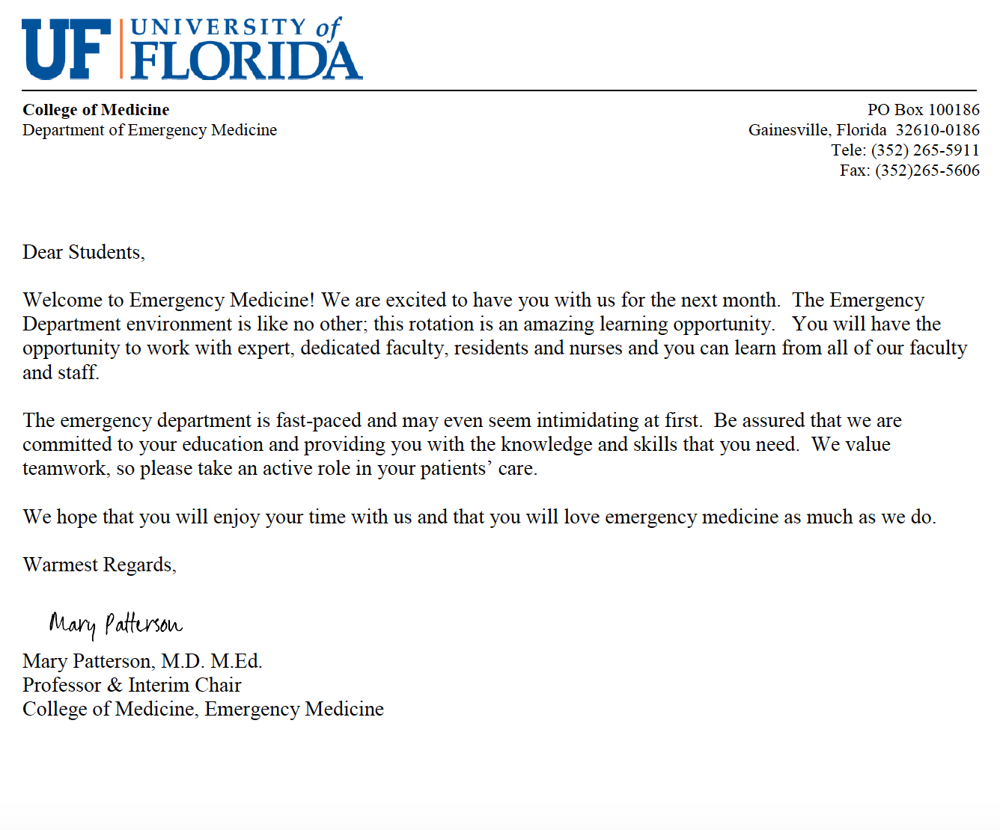 UF UNIVERSITY of
FLORIDA
College of Medicine
Department of Emergency Medicine
PO Box 100186
Gainesville, Florida  32610-0186
Tele: (352) 265-5911
Fax: (352)265-5606
Dear Students,
Welcome to Emergency Medicine! We are excited to have you with us for the next month.  The Emergency
Department environment is like no other; this rotation is an amazing learning opportunity.   You will have the
opportunity to work with expert, dedicated faculty, residents and nurses and you can learn from all of our faculty
and staff.
The emergency department is fast-paced and may even seem intimidating at first.  Be assured that we are
committed to your education and providing you with the knowledge and skills that you need.  We value
teamwork, so please take an active role in your patients’ care.
We hope that you will enjoy your time with us and that you will love emergency medicine as much as we do.
Warmest Regards,
Mary Patterson
Mary Patterson, M.D. M.Ed.
Professor & Interim Chair
College of Medicine, Emergency Medicine